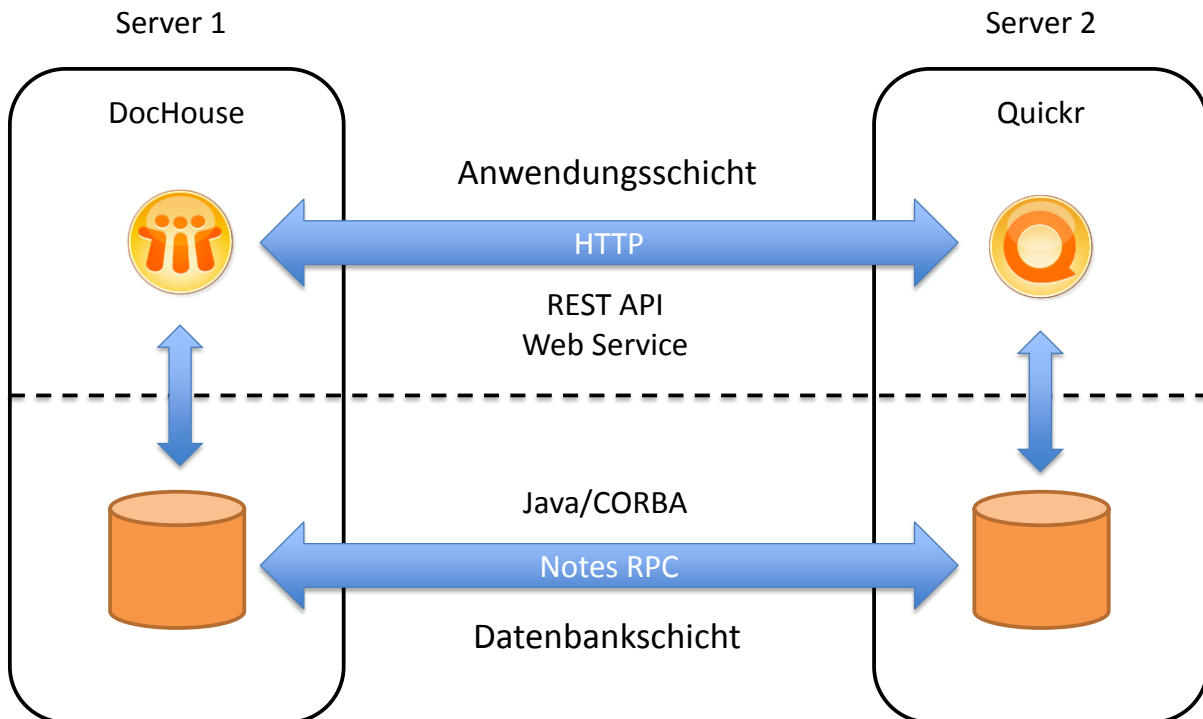 Server 1
Server 2
DocHouse
Quickr
Anwendungsschicht
HTTP
REST API
Web Service
Java/CORBA
Notes RPC
Datenbankschicht